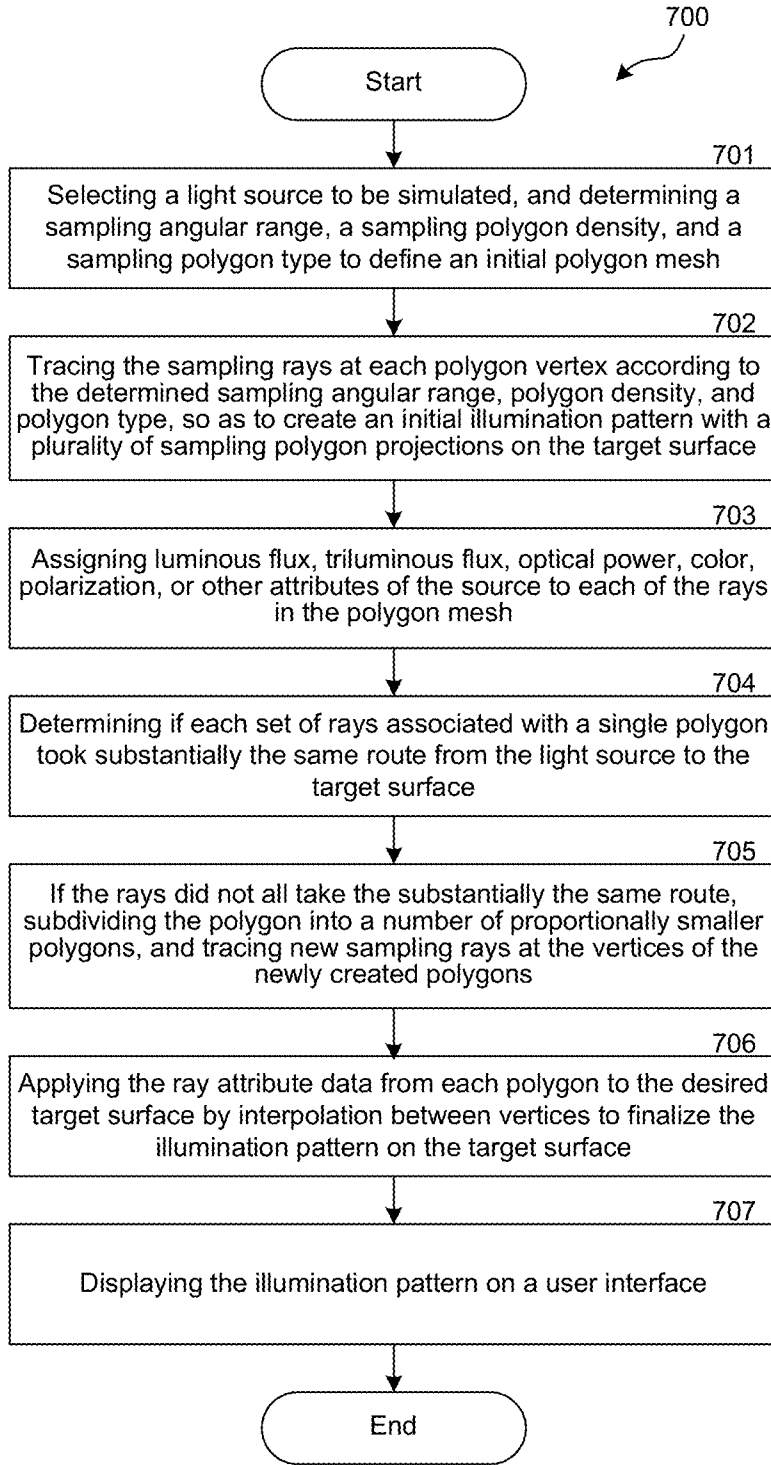 700
Start
701
Selecting a light source to be simulated, and determining a
sampling angular range, a sampling polygon density, and a
sampling polygon type to define an initial polygon mesh
702
Tracing the sampling rays at each polygon vertex according to
the determined sampling angular range, polygon density, and
polygon type, so as to create an initial illumination pattern with a
plurality of sampling polygon projections on the target surface
703
Assigning luminous flux, triluminous flux, optical power, color,
polarization, or other attributes of the source to each of the rays
in the polygon mesh
704
Determining if each set of rays associated with a single polygon
took substantially the same route from the light source to the
target surface
705
If the rays did not all take the substantially the same route,
subdividing the polygon into a number of proportionally smaller
polygons, and tracing new sampling rays at the vertices of the
newly created polygons
706
Applying the ray attribute data from each polygon to the desired
target surface by interpolation between vertices to finalize the
illumination pattern on the target surface
707
Displaying the illumination pattern on a user interface
End